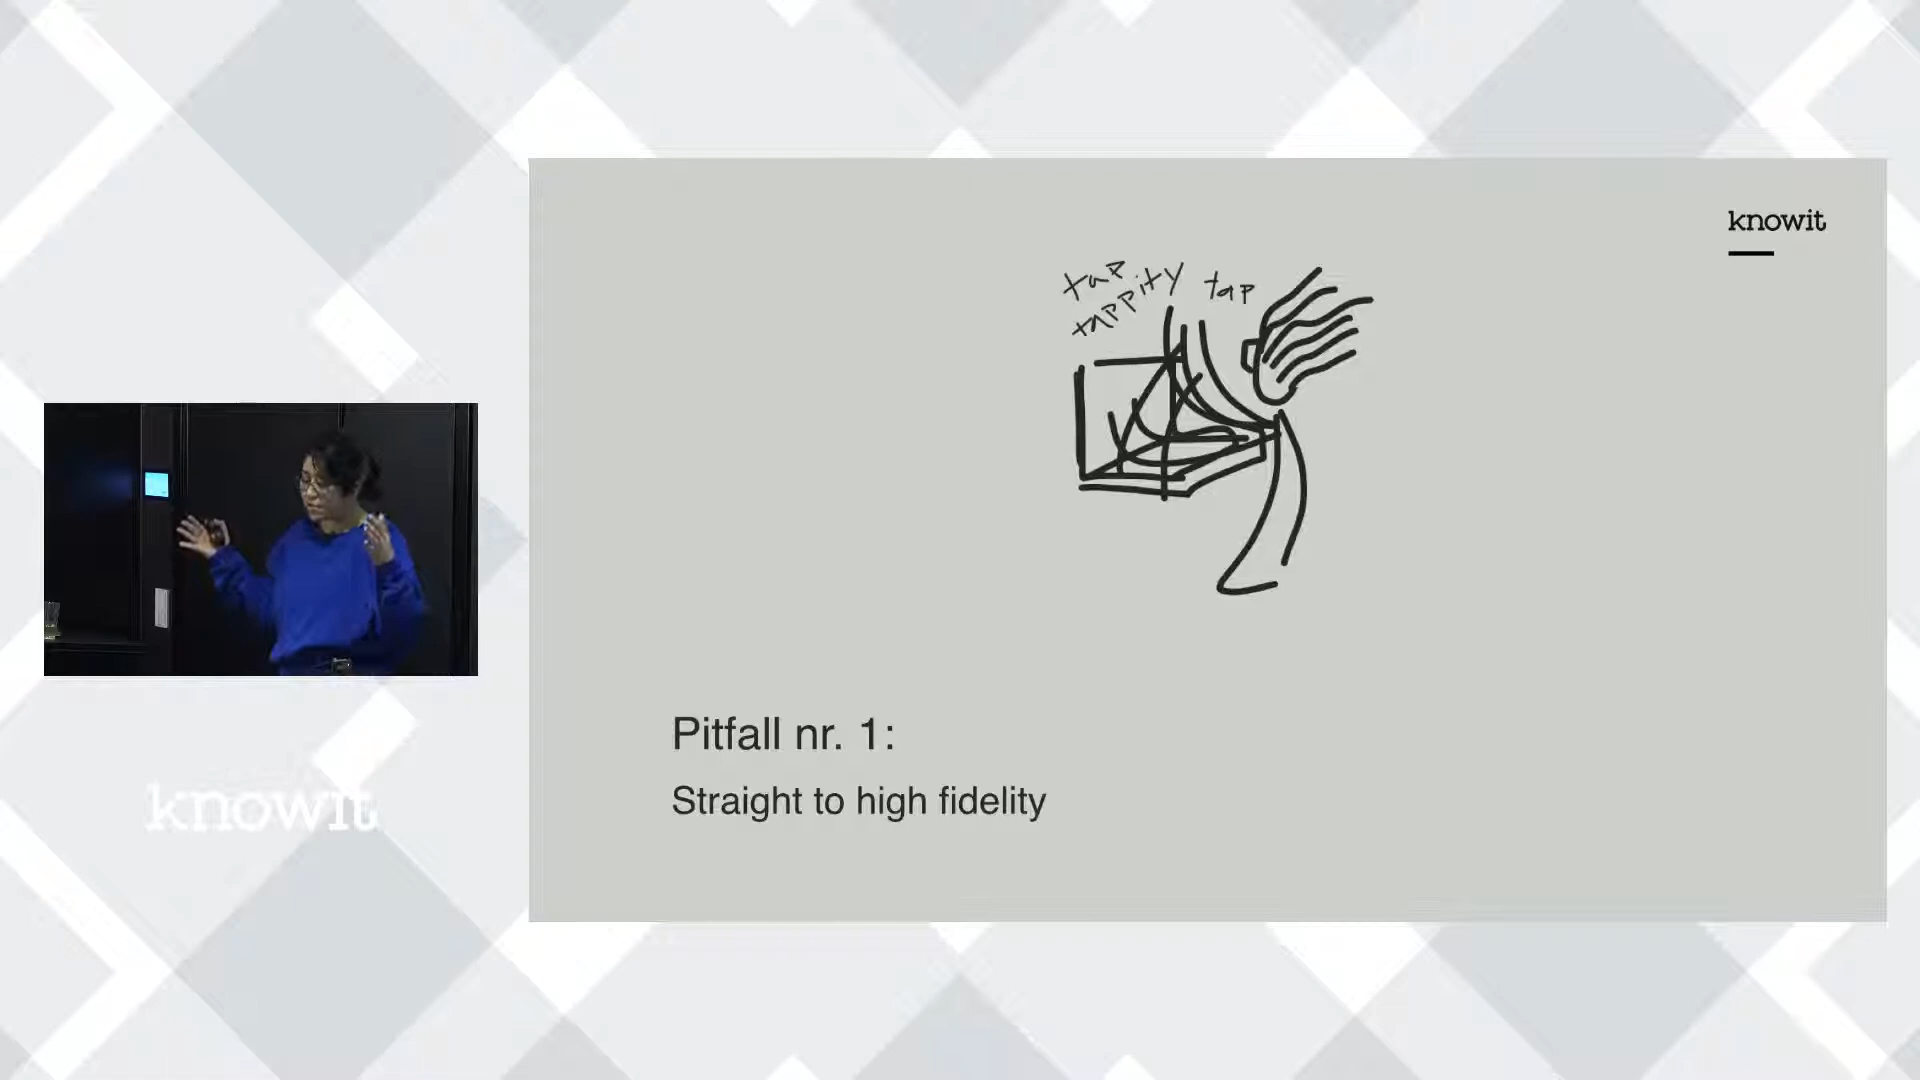 knowit
tap
tappity tap
Pitfall nr. 1:
Straight to high fidelity
knowit